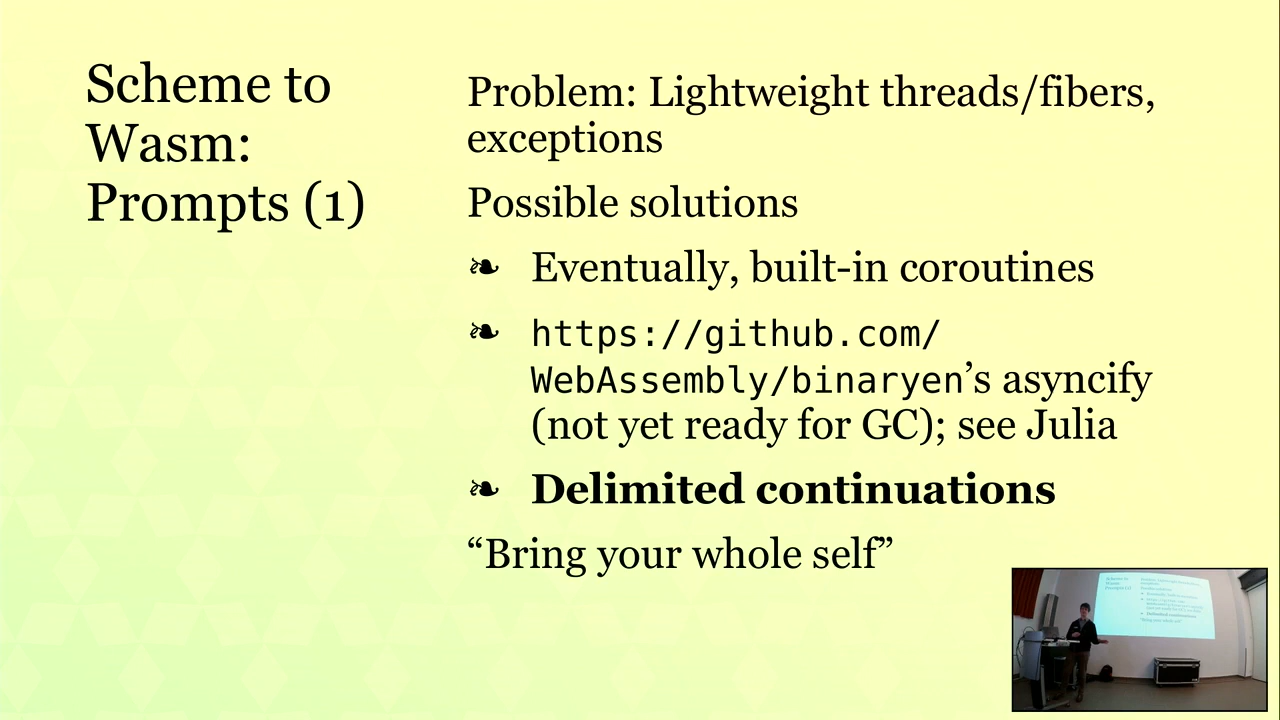 Scheme to
Wasm:
Prompts (1)
Problem: Lightweight threads/fibers,
exceptions
Possible solutions
❧ Eventually, built-in coroutines
❧ https://github.com/
WebAssembly/binaryen’s asyncify
(not yet ready for GC); see Julia
❧ Delimited continuations
“Bring your whole self”